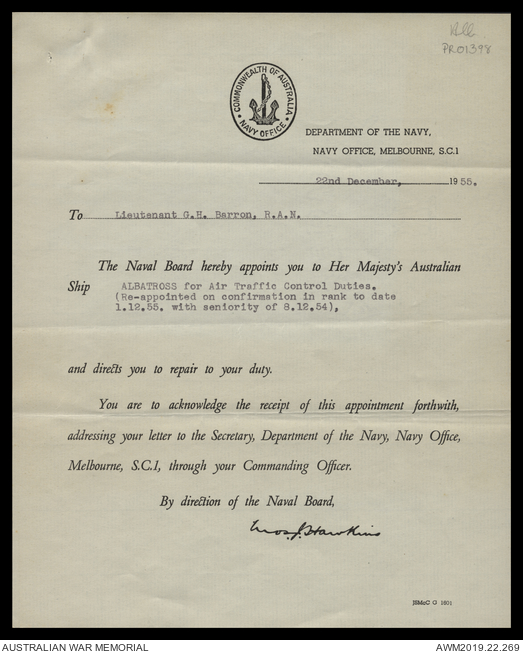 PR01398
COMMONWEALTH OF AUSTRALIA
NAVY OFFICE
DEPARTMENT OF THE NAVY,
NAVY OFFICE, MELBOURNE, S.C.1
22nd December, 1955.
To Lieutenant G.H. Barron, R.A.N.
The Naval Board hereby appoints you to Her Majesty's Australian
Ship ALBATROSS for Air Traffic Control Duties.
(Re-appointed on confirmation in rank to date
1.12.55. with seniority of 8.12.54),
and directs you to repair to your duty.
You are to acknowledge the receipt of this appointment forthwith,
addressing your letter to the Secretary, Department of the Navy, Navy Office,
Melbourne, S.C.1, through your Commanding Officer.
By direction of the Naval Board,
Hawkins
JSMcC G 1601
AUSTRALIAN WAR MEMORIAL AWM2019.22.269